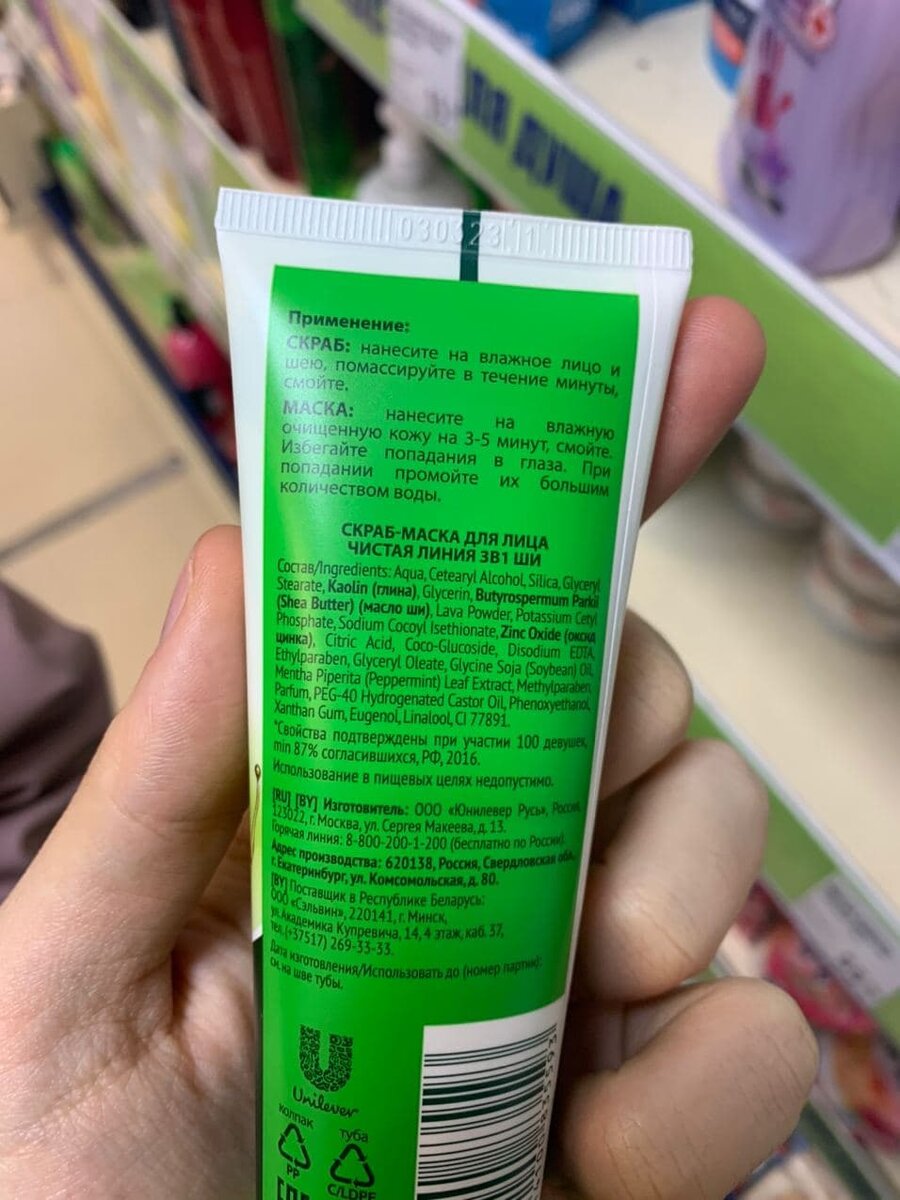 ЛЯ ДУША
030323 11
Применение:
СКРАБ: нанесите на влажное лицо и
шею, помассируйте в течение минуты,
смойте.
МАСКА: нанесите на влажную
очищенную кожу на 3-5 минут, смойте.
Избегайте попадания в глаза. При
попадании промойте их большим
количеством воды.
СКРАБ-МАСКА ДЛЯ ЛИЦА
ЧИСТАЯ ЛИНИЯ 3В1 ШИ
Состав/Ingredients: Aqua, Cetearyl Alcohol, Silica, Glyceryl
Stearate, Kaolin (глина), Glycerin, Butyrospermum Parkii
(Shea Butter) (масло ши), Lava Powder, Potassium Cetyl
Phosphate, Sodium Cocoyl Isethionate, Zinc Oxide (оксид
цинка), Citric Acid, Coco-Glucoside, Disodium EDTA,
Ethylparaben, Glyceryl Oleate, Glycine Soja (Soybean) Oil,
Mentha Piperita (Peppermint) Leaf Extract, Methylparaben,
Parfum, PEG-40 Hydrogenated Castor Oil, Phenoxyethanol,
Xanthan Gum, Eugenol, Linalool, CI 77891.
*Свойства подтверждены при участии 100 девушек,
min 87% согласившихся, РФ, 2016.
Использование в пищевых целях недопустимо.
[RU] [BY] Изготовитель: ООО «Юнилевер Русь», Россия,
123022, г. Москва, ул. Сергея Макеева, д. 13.
Горячая линия: 8-800-200-1-200 (бесплатно по России).
Адрес производства: 620138, Россия, Свердловская обл.,
г. Екатеринбург, ул. Комсомольская, д. 80.
[BY] Поставщик в Республике Беларусь:
ООО «Сэльвин», 220141, г. Минск,
ул. Академика Купревича, 14, 4 этаж, каб. 37,
тел. (+37517) 269-33-33.
Дата изготовления/Использовать до (номер партии):
см. на шве тубы.
Unilever
колпак
туба
PP
C/LDPE